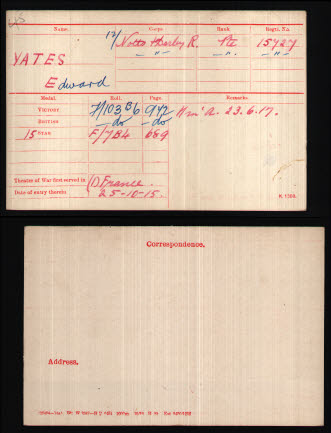 Name. Corps. Rank Regtl. No.
12/ Notts & Derby R. Pte 15727
YATES -"- -"-
Edward
Medal. Roll. Page. Remarks.
Victory F/103 B6 942 K in A. 23.6.17.
British -do- -do-
15 STAR F/7 B4 689
Theatre of War first served in (1) France.
Date of entry therein 25-10-15.
Correspondence.
Address.